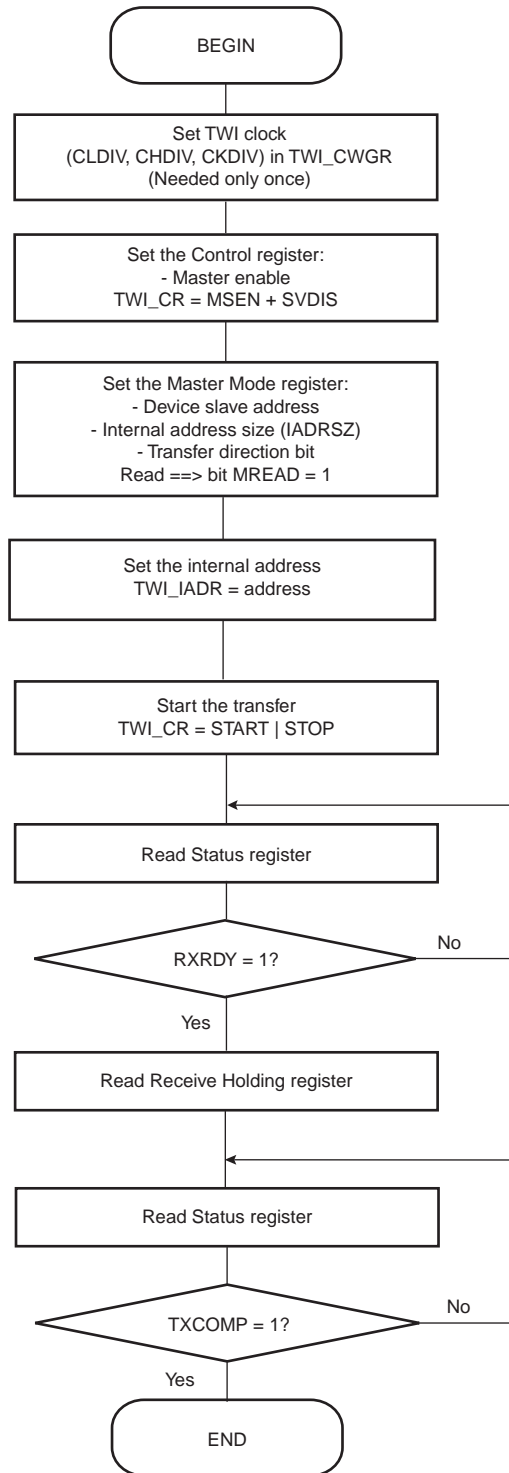 BEGIN
Set TWI clock
(CLDIV, CHDIV, CKDIV) in TWI_CWGR
(Needed only once)
Set the Control register:
- Master enable
TWI_CR = MSEN + SVDIS
Set the Master Mode register:
- Device slave address
- Internal address size (IADRSZ)
- Transfer direction bit
Read ==> bit MREAD = 1
Set the internal address
TWI_IADR = address
Start the transfer
TWI_CR = START | STOP
Read Status register
RXRDY = 1?
No
Yes
Read Receive Holding register
Read Status register
TXCOMP = 1?
No
Yes
END